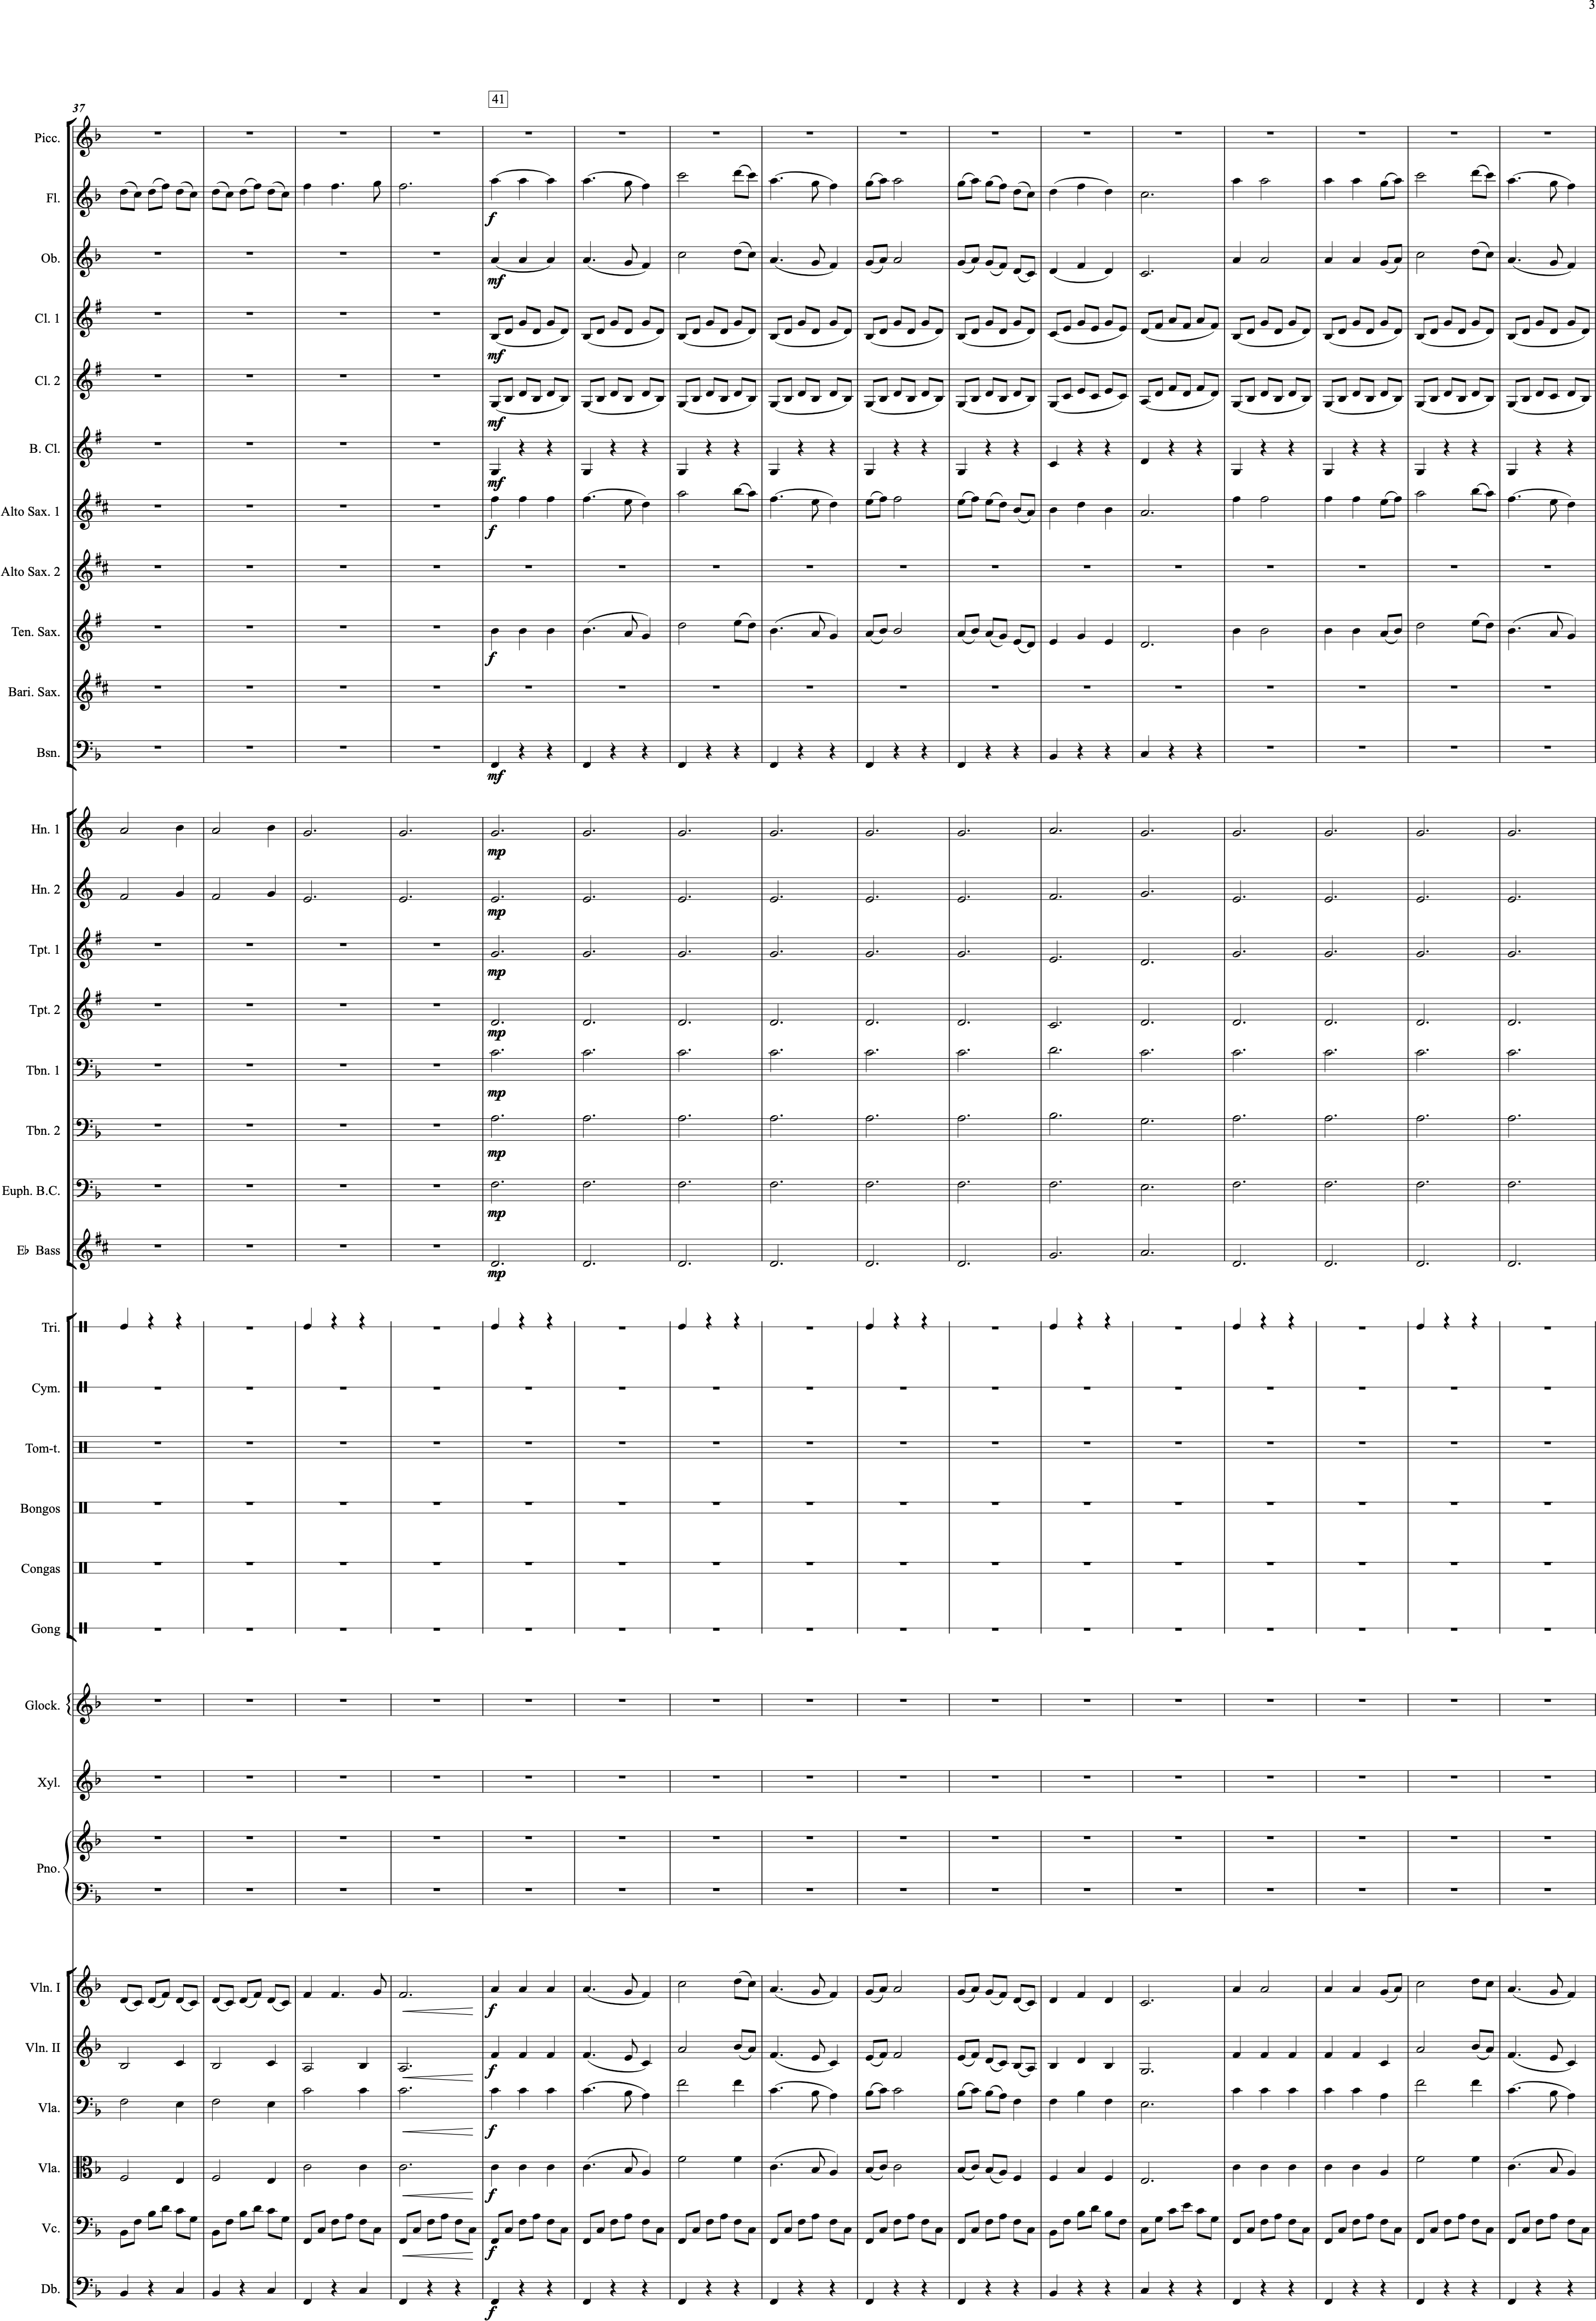 3
41
37
Picc.
Fl.
f
Ob.
mf
Cl. 1
mf
Cl. 2
mf
B. Cl.
mf
Alto Sax. 1
f
Alto Sax. 2
Ten. Sax.
f
Bari. Sax.
Bsn.
mf
Hn. 1
mp
Hn. 2
mp
Tpt. 1
mp
Tpt. 2
mp
Tbn. 1
mp
Tbn. 2
mp
Euph. B.C.
mp
E♭ Bass
mp
Tri.
Cym.
Tom-t.
Bongos
Congas
Gong
Glock.
Xyl.
Pno.
Vln. I
f
Vln. II
f
Vla.
f
Vla.
f
Vc.
f
Db.
f